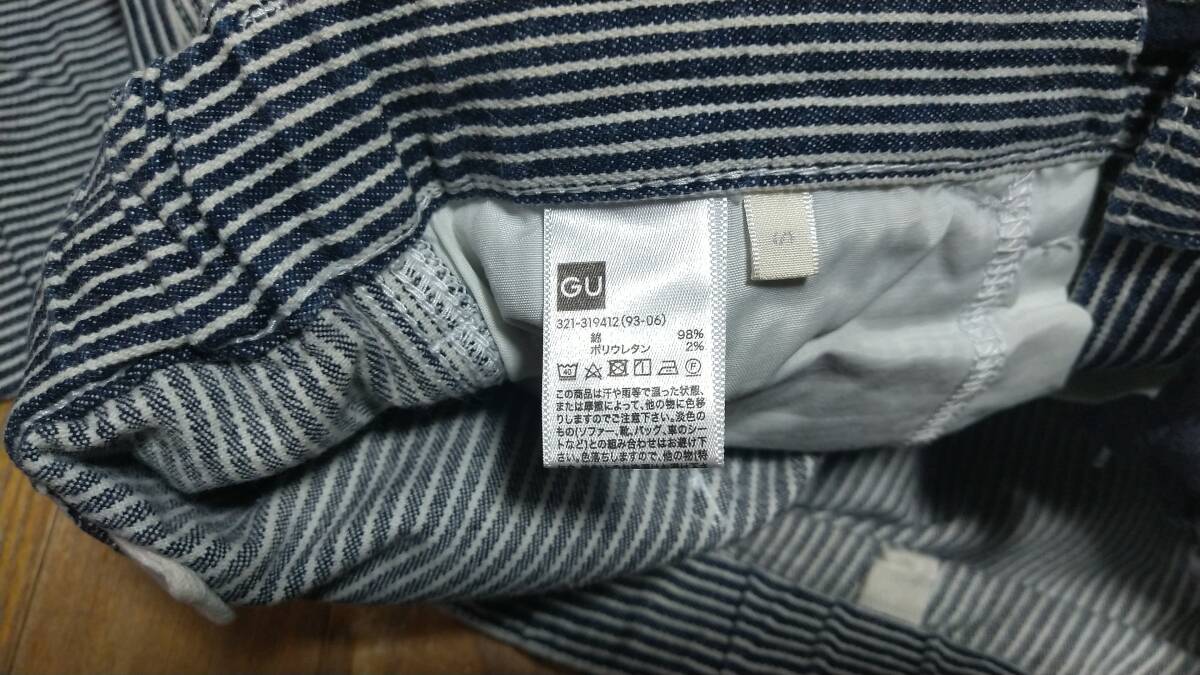 GU
321-319412(93-06)
綿 98%
ポリウレタン 2%
40
F
この商品は汗や雨等で湿った状態、
または摩擦によって、他の物に色移
りしますのでご注意下さい。淡色の
もの(ソファー、靴、バッグ、車のシー
トなど)との組み合わせはお避け下
さい。色落ちしますので、他の物(特
S